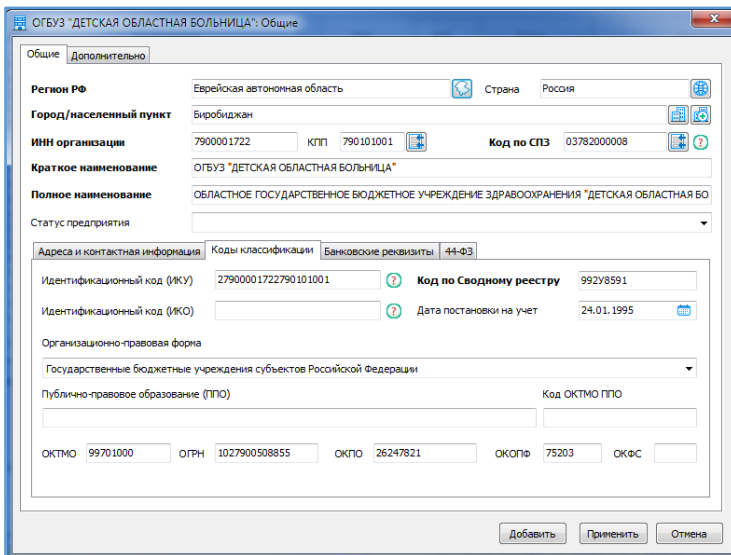 ОГБУЗ "ДЕТСКАЯ ОБЛАСТНАЯ БОЛЬНИЦА": Общие
Общие Дополнительно
Регион РФ Еврейская автономная область Страна Россия
Город/населенный пункт Биробиджан
ИНН организации 7900001722 КПП 790101001 Код по СПЗ 03782000008
Краткое наименование ОГБУЗ "ДЕТСКАЯ ОБЛАСТНАЯ БОЛЬНИЦА"
Полное наименование ОБЛАСТНОЕ ГОСУДАРСТВЕННОЕ БЮДЖЕТНОЕ УЧРЕЖДЕНИЕ ЗДРАВООХРАНЕНИЯ "ДЕТСКАЯ ОБЛАСТНАЯ БО
Статус предприятия
Адреса и контактная информация Коды классификации Банковские реквизиты 44-ФЗ
Идентификационный код (ИКУ) 27900001722790101001 ? Код по Сводному реестру 992У8591
Идентификационный код (ИКО) ? Дата постановки на учет 24.01.1995
Организационно-правовая форма
Государственные бюджетные учреждения субъектов Российской Федерации
Публично-правовое образование (ППО) Код ОКТМО ППО
ОКТМО 99701000 ОГРН 1027900508855 ОКПО 26247821 ОКОПФ 75203 ОКФС
Добавить Применить Отмена